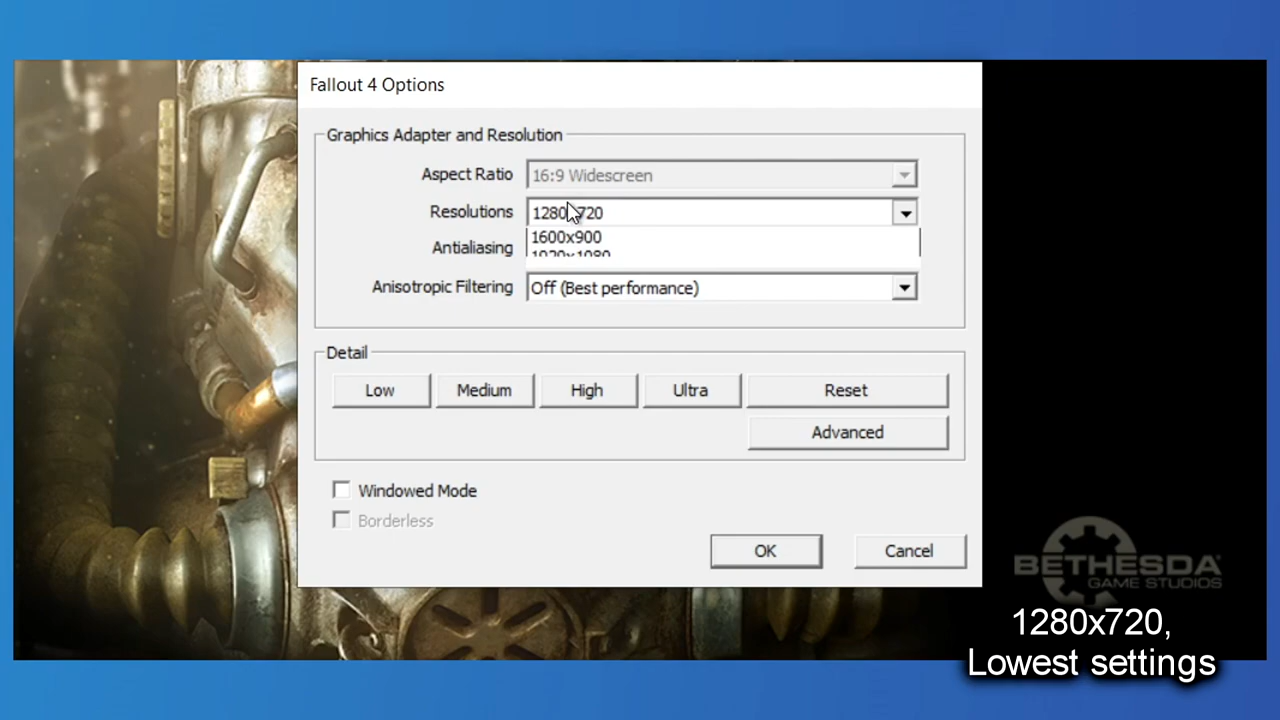 Fallout 4 Options
Graphics Adapter and Resolution
Aspect Ratio 16:9 Widescreen
Resolutions 1280x720
1600x900
Antialiasing 1920x1080
Anisotropic Filtering Off (Best performance)
Detail
Low Medium High Ultra Reset
Advanced
Windowed Mode
Borderless
OK Cancel
BETHESDA
GAME STUDIOS
1280x720,
Lowest settings